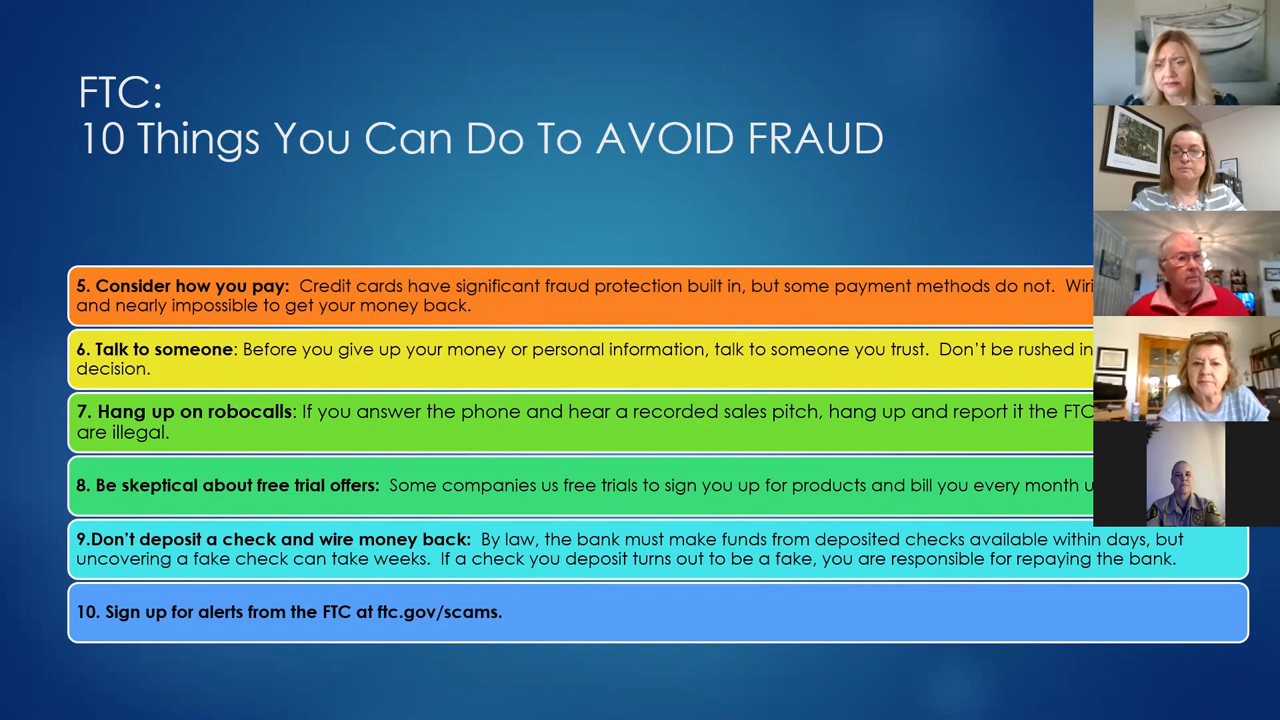 FTC:
10 Things You Can Do To AVOID FRAUD
5. Consider how you pay: Credit cards have significant fraud protection built in, but some payment methods do not.
and nearly impossible to get your money back.
6. Talk to someone: Before you give up your money or personal information, talk to someone you trust. Don't be rushed in
decision.
7. Hang up on robocalls: If you answer the phone and hear a recorded sales pitch, hang up and report it the FTC
are illegal.
8. Be skeptical about free trial offers: Some companies us free trials to sign you up for products and bill you every month
9.Don't deposit a check and wire money back: By law, the bank must make funds from deposited checks available within days, but
uncovering a fake check can take weeks. If a check you deposit turns out to be a fake, you are responsible for repaying the bank.
10. Sign up for alerts from the FTC at ftc.gov/scams.